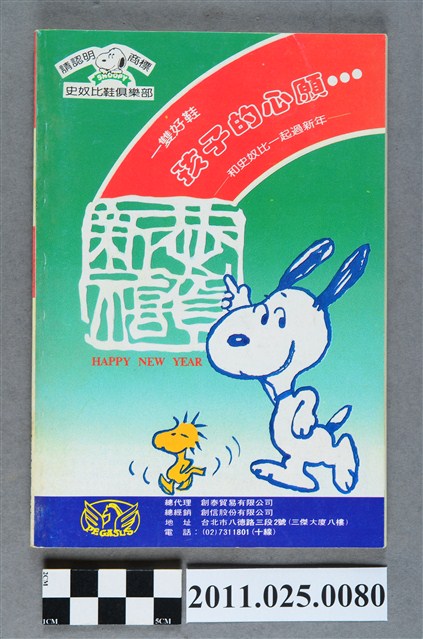 請認明 商標
SNOOPY
史奴比鞋俱樂部
一雙好鞋
孩子的心願•••
和史奴比一起過新年
HAPPY NEW YEAR
PEGASUS
總代理 創泰貿易有限公司
總經銷 創信股份有限公司
地 址 台北市八德路三段2號(三傑大廈八樓)
電 話：(02)7311801(十線)
2CM
1CM 5CM
2011.025.0080